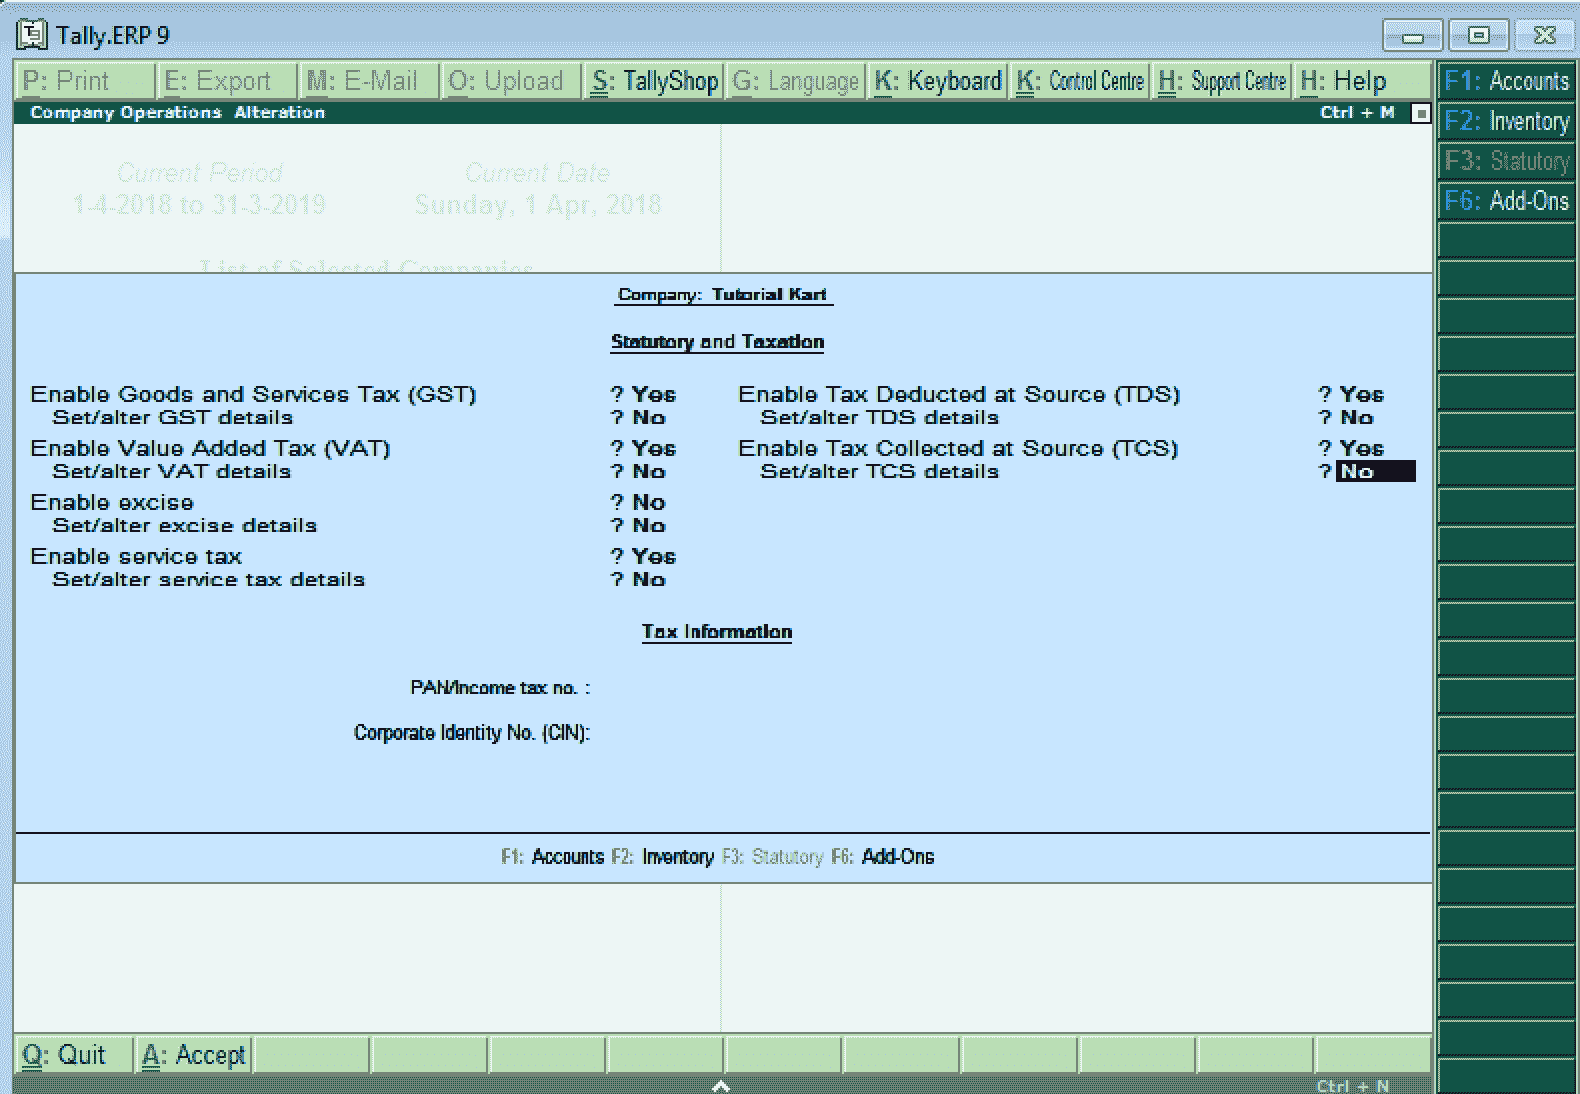 Tally.ERP 9
P: Print E: Export M: E-Mail O: Upload S: TallyShop G: Language K: Keyboard K: Control Centre H: Support Centre H: Help
F1: Accounts
F2: Inventory
F3: Statutory
F6: Add-Ons
Company Operations Alteration Ctrl + M
Current Period Current Date
1-4-2018 to 31-3-2019 Sunday, 1 Apr, 2018
List of Selected Companies
Company: Tutorial Kart
Statutory and Taxation
Enable Goods and Services Tax (GST) ? Yes Enable Tax Deducted at Source (TDS) ? Yes
Set/alter GST details ? No Set/alter TDS details ? No
Enable Value Added Tax (VAT) ? Yes Enable Tax Collected at Source (TCS) ? Yes
Set/alter VAT details ? No Set/alter TCS details ? No
Enable excise ? No
Set/alter excise details ? No
Enable service tax ? Yes
Set/alter service tax details ? No
Tax Information
PAN/Income tax no. :
Corporate Identity No. (CIN):
F1: Accounts F2: Inventory F3: Statutory F6: Add-Ons
Q: Quit A: Accept
Ctrl + N